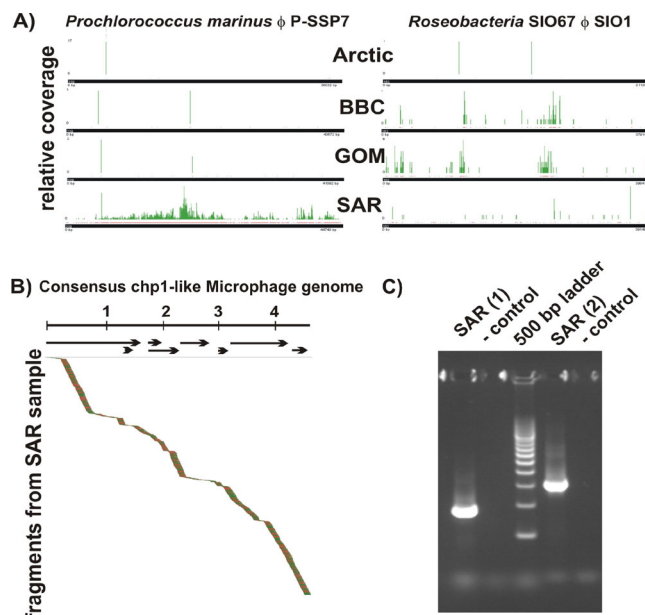 A)
Prochlorococcus marinus ϕ P-SSP7
Roseobacteria SIO67 ϕ SIO1
relative coverage
Arctic
BBC
GOM
SAR
B)
Consensus chp1-like Microphage genome
1 2 3 4
fragments from SAR sample
C)
SAR (1)
- control
500 bp ladder
SAR (2)
- control